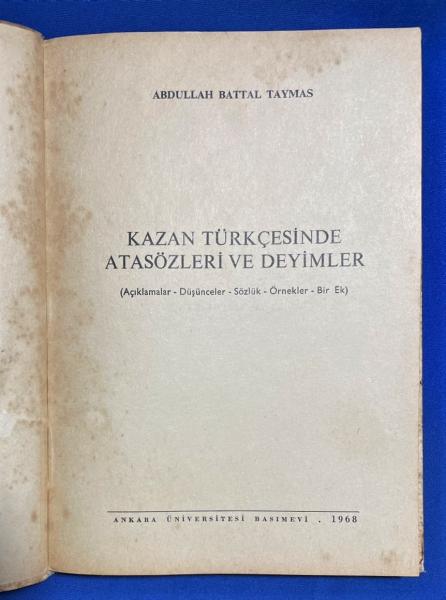 ABDULLAH BATTAL TAYMAS
KAZAN TÜRKÇESİNDE
ATASÖZLERİ VE DEYİMLER
(Açıklamalar - Düşünceler - Sözlük - Örnekler - Bir Ek)
ANKARA ÜNİVERSİTESİ BASIMEVİ . 1968